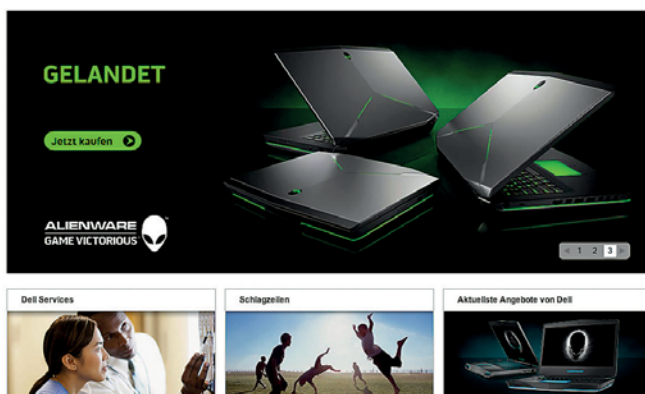 GELANDET
Jetzt kaufen
ALIENWARE
GAME VICTORIOUS
1 2 3
Dell Services
Schlagzeilen
Aktuellste Angebote von Dell